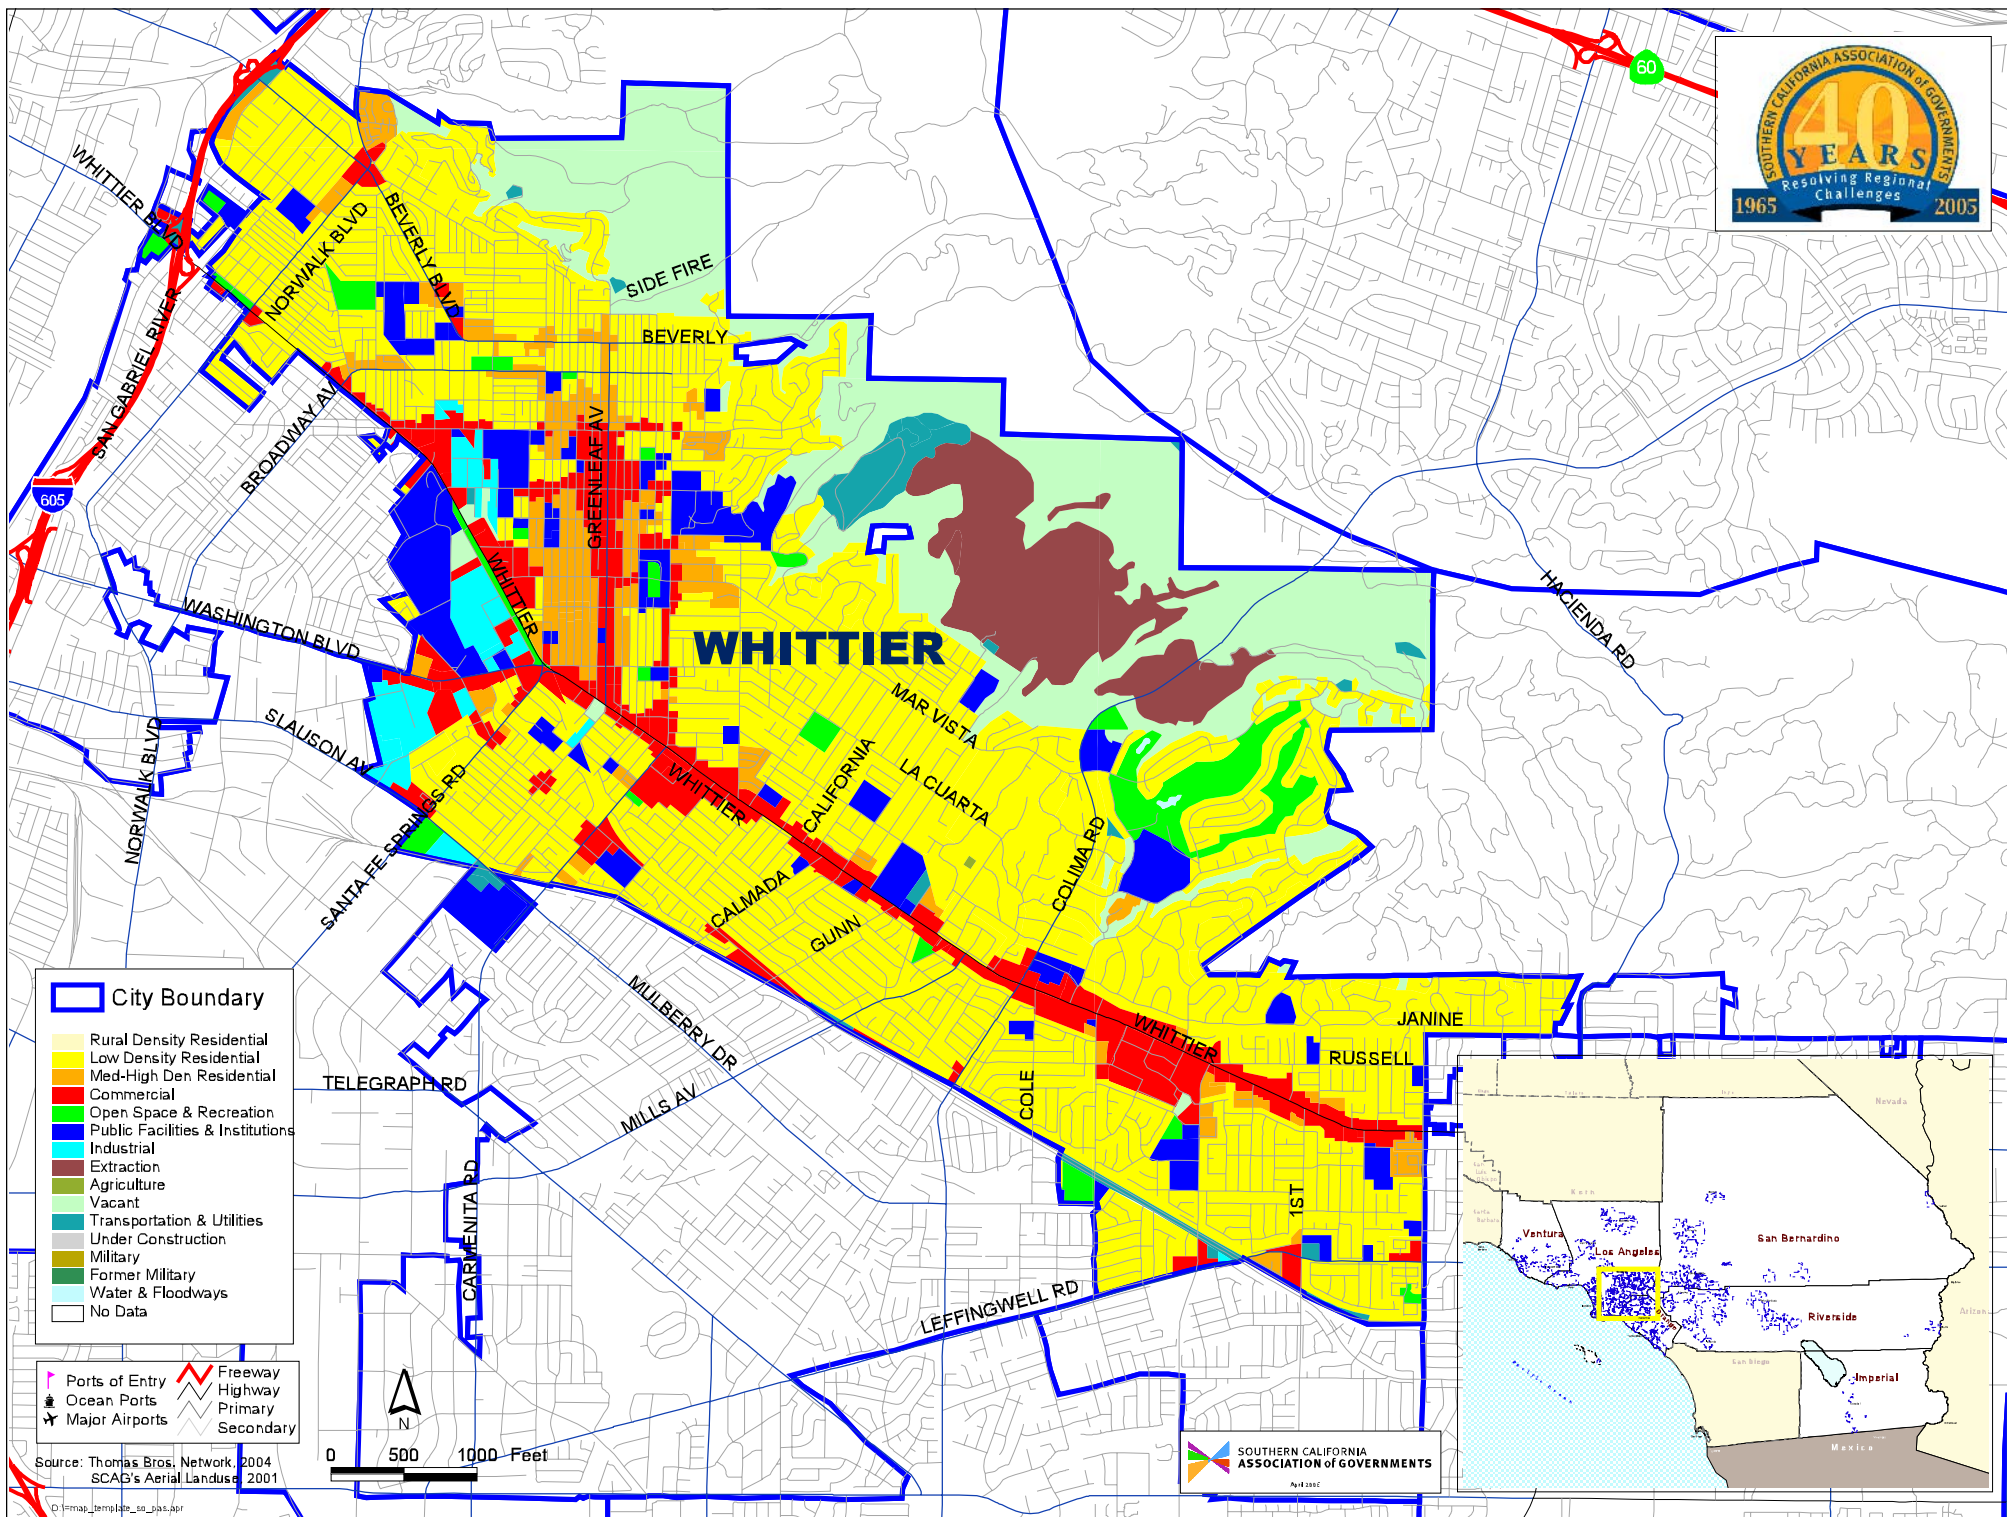 60
SOUTHERN CALIFORNIA ASSOCIATION of GOVERNMENTS
40
YEARS
Resolving Regional
Challenges
1965
2005
WHITTIER BLVD
NORWALK BLVD
BEVERLY BLVD
SIDE FIRE
BEVERLY
SAN GABRIEL RIVER
BROADWAY AV
GREENLEAF AV
605
WHITTIER
WASHINGTON BLVD
HACIENDA RD
WHITTIER
MAR VISTA
SLAUSON AV
NORWALK BLVD
SANTA FE SPRINGS RD
WHITTIER
CALIFORNIA
LA CUARTA
COLIMA RD
CALMADA
GUNN
MULBERRY DR
JANINE
WHITTIER
RUSSELL
TELEGRAPH RD
MILLS AV
COLE
CARMENITA RD
1ST
LEFFINGWELL RD
City Boundary
Rural Density Residential
Low Density Residential
Med-High Den Residential
Commercial
Open Space & Recreation
Public Facilities & Institutions
Industrial
Extraction
Agriculture
Vacant
Transportation & Utilities
Under Construction
Military
Former Military
Water & Floodways
No Data
Ports of Entry
Ocean Ports
Major Airports
Freeway
Highway
Primary
Secondary
N
0 500 1000 Feet
Source: Thomas Bros. Network, 2004
SCAG's Aerial Landuse, 2001
SOUTHERN CALIFORNIA
ASSOCIATION of GOVERNMENTS
Nevada
Kern
Santa
Barbara
Ventura
Los Angeles
San Bernardino
Riverside
San Diego
Imperial
Mexico